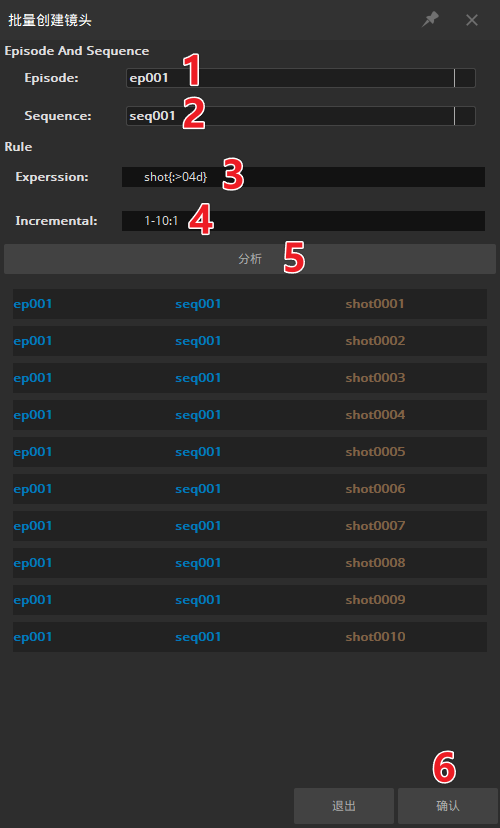 批量创建镜头
Episode And Sequence
Episode: ep001 1
Sequence: seq001 2
Rule
Experssion: shot{:>04d} 3
Incremental: 1-10:1 4
分析 5
ep001 seq001 shot0001
ep001 seq001 shot0002
ep001 seq001 shot0003
ep001 seq001 shot0004
ep001 seq001 shot0005
ep001 seq001 shot0006
ep001 seq001 shot0007
ep001 seq001 shot0008
ep001 seq001 shot0009
ep001 seq001 shot0010
6
退出 确认